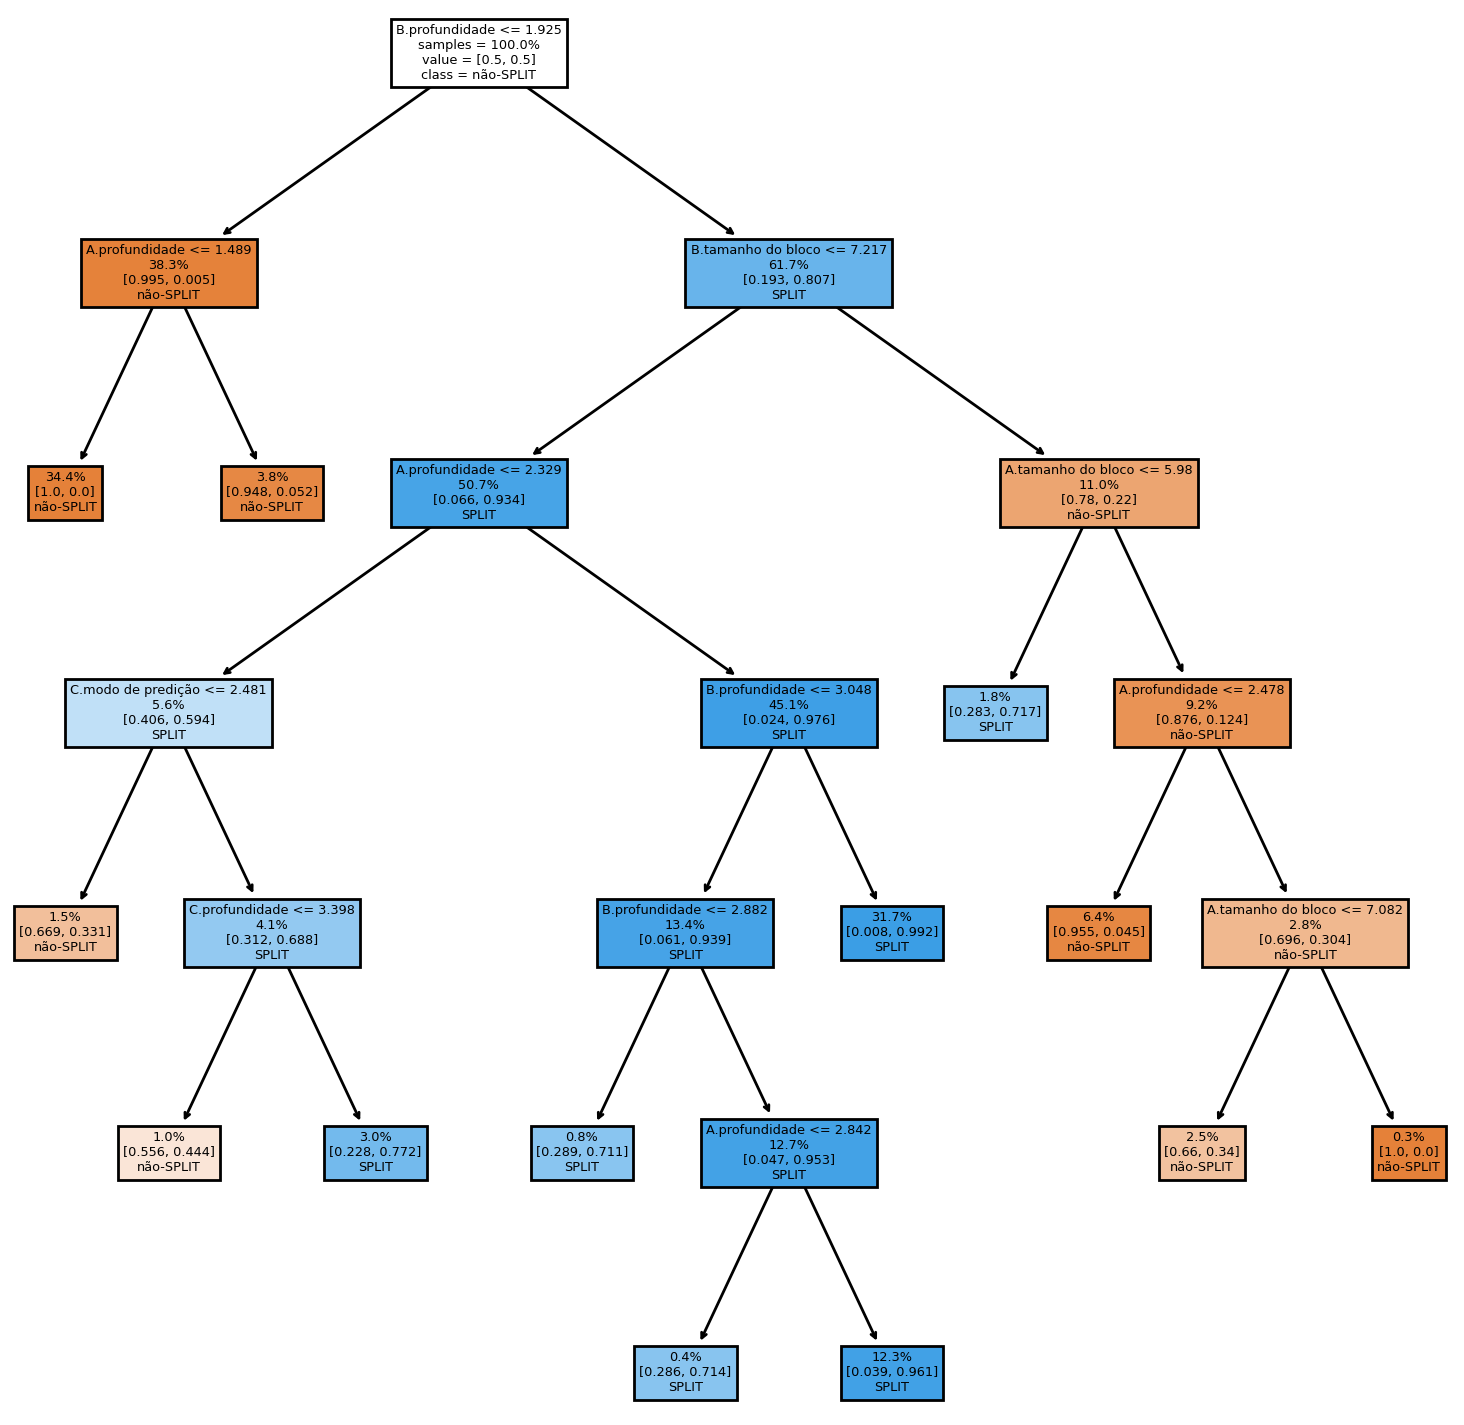 B.profundidade <= 1.925
samples = 100.0%
value = [0.5, 0.5]
class = não-SPLIT
A.profundidade <= 1.489
38.3%
[0.995, 0.005]
não-SPLIT
B.tamanho do bloco <= 7.217
61.7%
[0.193, 0.807]
SPLIT
34.4%
[1.0, 0.0]
não-SPLIT
3.8%
[0.948, 0.052]
não-SPLIT
A.profundidade <= 2.329
50.7%
[0.066, 0.934]
SPLIT
A.tamanho do bloco <= 5.98
11.0%
[0.78, 0.22]
não-SPLIT
C.modo de predição <= 2.481
5.6%
[0.406, 0.594]
SPLIT
B.profundidade <= 3.048
45.1%
[0.024, 0.976]
SPLIT
1.8%
[0.283, 0.717]
SPLIT
A.profundidade <= 2.478
9.2%
[0.876, 0.124]
não-SPLIT
1.5%
[0.669, 0.331]
não-SPLIT
C.profundidade <= 3.398
4.1%
[0.312, 0.688]
SPLIT
B.profundidade <= 2.882
13.4%
[0.061, 0.939]
SPLIT
31.7%
[0.008, 0.992]
SPLIT
6.4%
[0.955, 0.045]
não-SPLIT
A.tamanho do bloco <= 7.082
2.8%
[0.696, 0.304]
não-SPLIT
1.0%
[0.556, 0.444]
não-SPLIT
3.0%
[0.228, 0.772]
SPLIT
0.8%
[0.289, 0.711]
SPLIT
A.profundidade <= 2.842
12.7%
[0.047, 0.953]
SPLIT
2.5%
[0.66, 0.34]
não-SPLIT
0.3%
[1.0, 0.0]
não-SPLIT
0.4%
[0.286, 0.714]
SPLIT
12.3%
[0.039, 0.961]
SPLIT